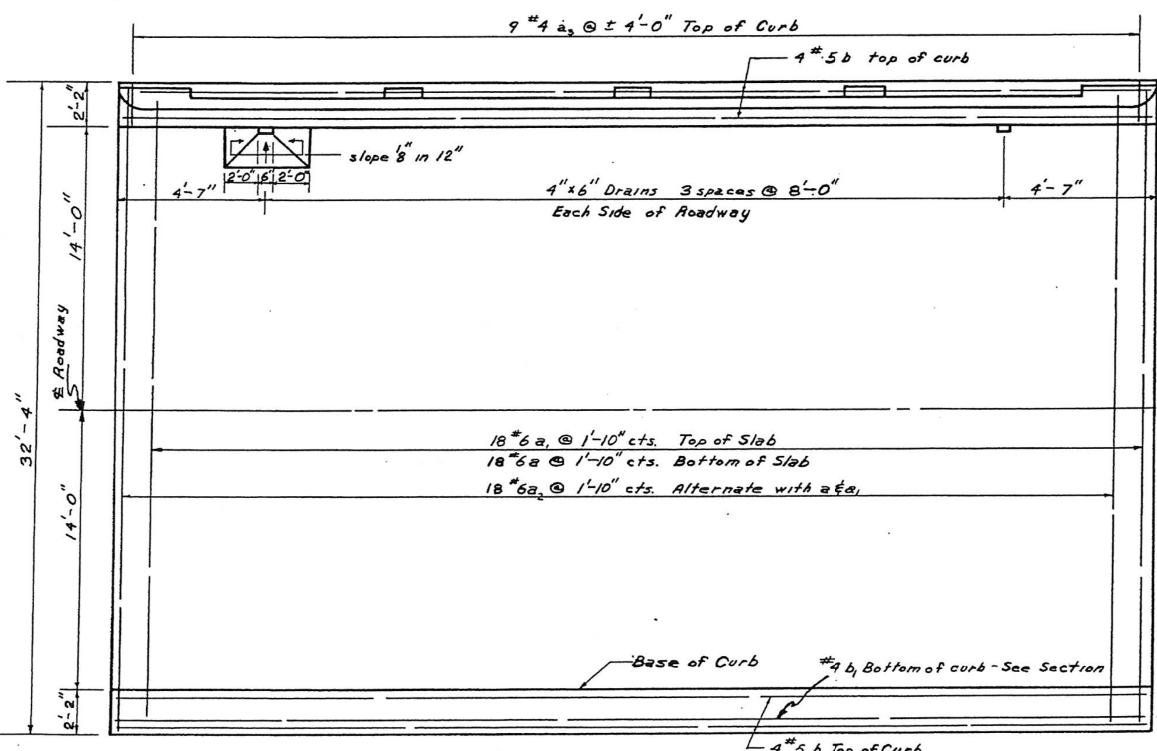 9 #4 a₃ @ ± 4'-0" Top of Curb
4 #5 b top of curb
2'-2"
slope 1/8" in 12"
2'-0" 6" 2'-0"
4'-7"
4"x6" Drains 3 spaces @ 8'-0"
Each Side of Roadway
4'-7"
14'-0"
℄ Roadway
32'-4"
18 #6 a₁ @ 1'-10" cts. Top of Slab
18 #6a @ 1'-10" cts. Bottom of Slab
18 #6a₂ @ 1'-10" cts. Alternate with a & a₁
14'-0"
Base of Curb
#4 b₁ Bottom of curb - See Section
2'-2"
4 #5 b Top of Curb